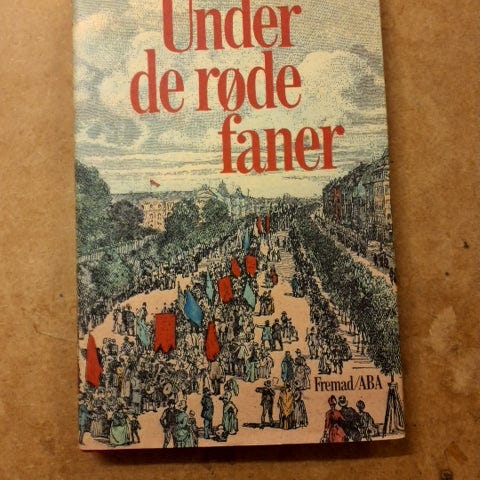 Under
de røde
faner
Fremad/ABA